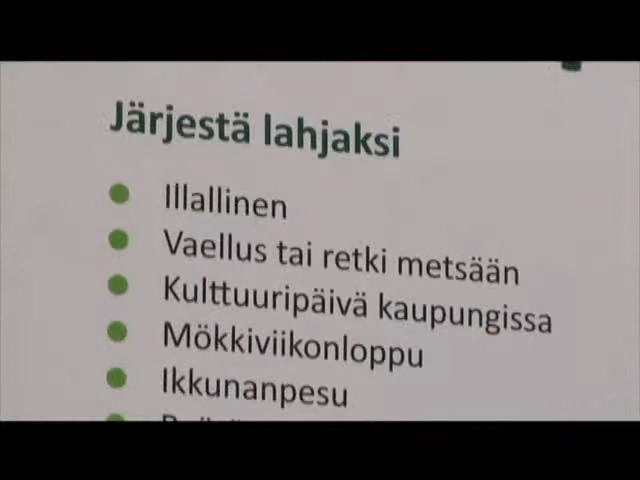 Järjestä lahjaksi
Illallinen
Vaellus tai retki metsään
Kulttuuripäivä kaupungissa
Mökkiviikonloppu
Ikkunanpesu